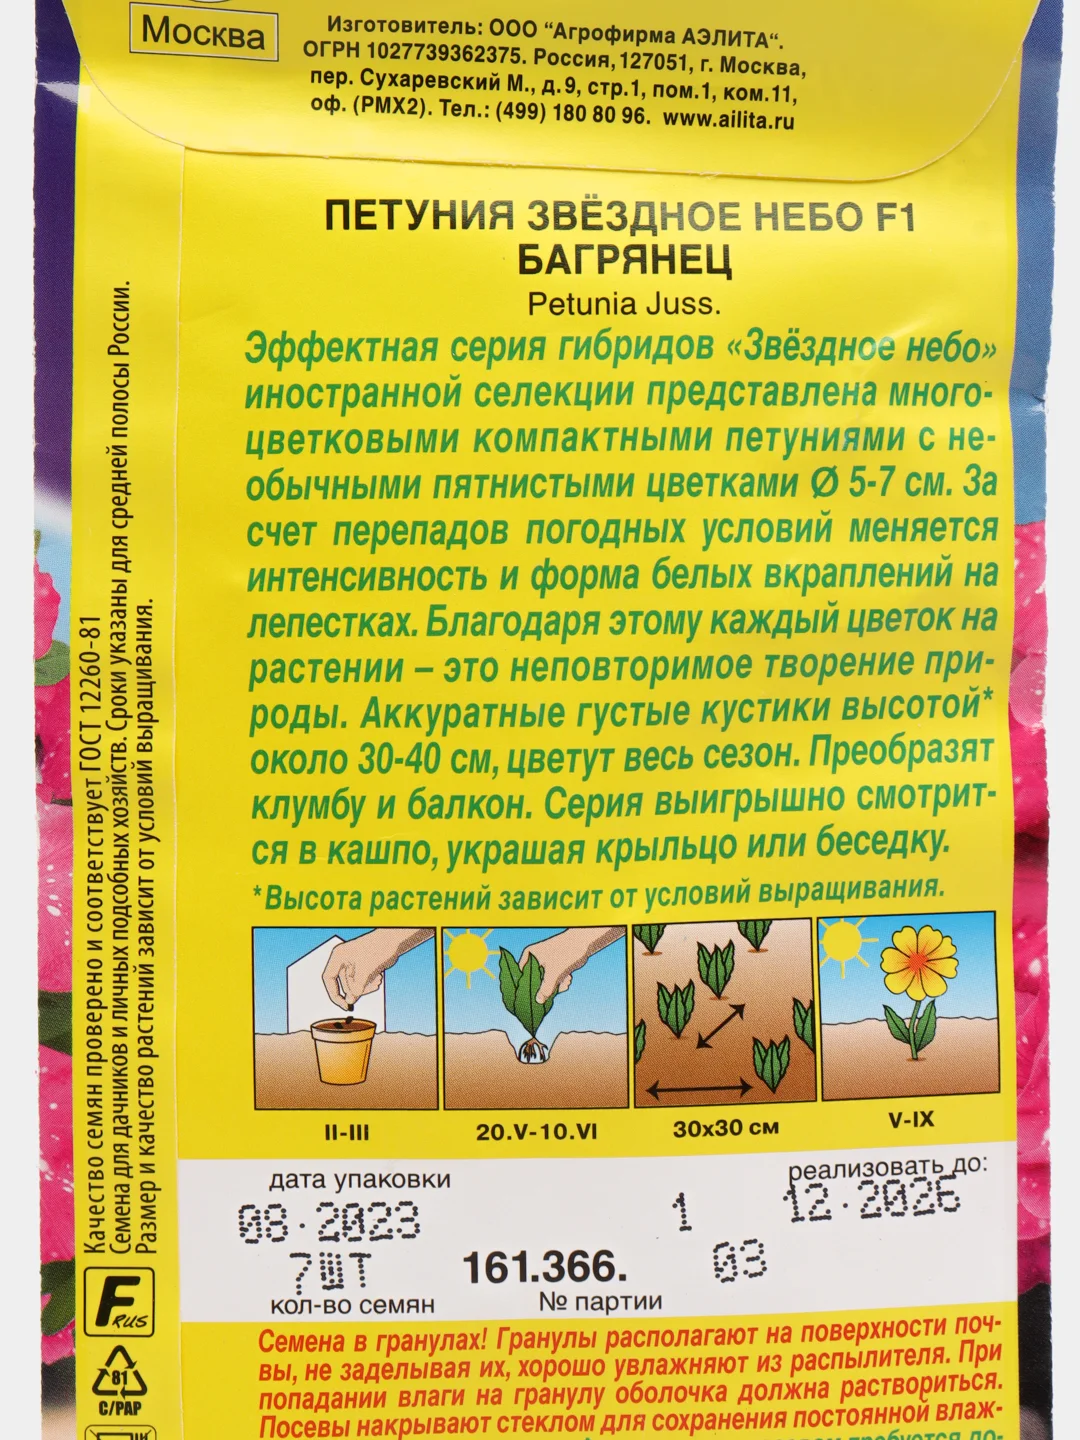 Москва
Изготовитель: ООО “Агрофирма АЭЛИТА“.
ОГРН 1027739362375. Россия, 127051, г. Москва,
пер. Сухаревский М., д.9, стр.1, пом.1, ком.11,
оф. (РМХ2). Тел.: (499) 180 80 96. www.ailita.ru
ПЕТУНИЯ ЗВЁЗДНОЕ НЕБО F1
БАГРЯНЕЦ
Petunia Juss.
Эффектная серия гибридов «Звёздное небо»
иностранной селекции представлена много-
цветковыми компактными петуниями с не-
обычными пятнистыми цветками Ø 5-7 см. За
счет перепадов погодных условий меняется
интенсивность и форма белых вкраплений на
лепестках. Благодаря этому каждый цветок на
растении – это неповторимое творение при-
роды. Аккуратные густые кустики высотой*
около 30-40 см, цветут весь сезон. Преобразят
клумбу и балкон. Серия выигрышно смотрит-
ся в кашпо, украшая крыльцо или беседку.
*Высота растений зависит от условий выращивания.
II-III
20.V-10.VI
30х30 см
V-IX
дата упаковки
реализовать до:
08.2023
1
12.2026
7ШТ
161.366.
03
кол-во семян
№ партии
Семена в гранулах! Гранулы располагают на поверхности поч-
вы, не заделывая их, хорошо увлажняют из распылителя. При
попадании влаги на гранулу оболочка должна раствориться.
Посевы накрывают стеклом для сохранения постоянной влаж-
Качество семян проверено и соответствует ГОСТ 12260-81
Семена для дачников и личных подсобных хозяйств. Сроки указаны для средней полосы России.
Размер и качество растений зависит от условий выращивания.
F RUS
81
C/PAP